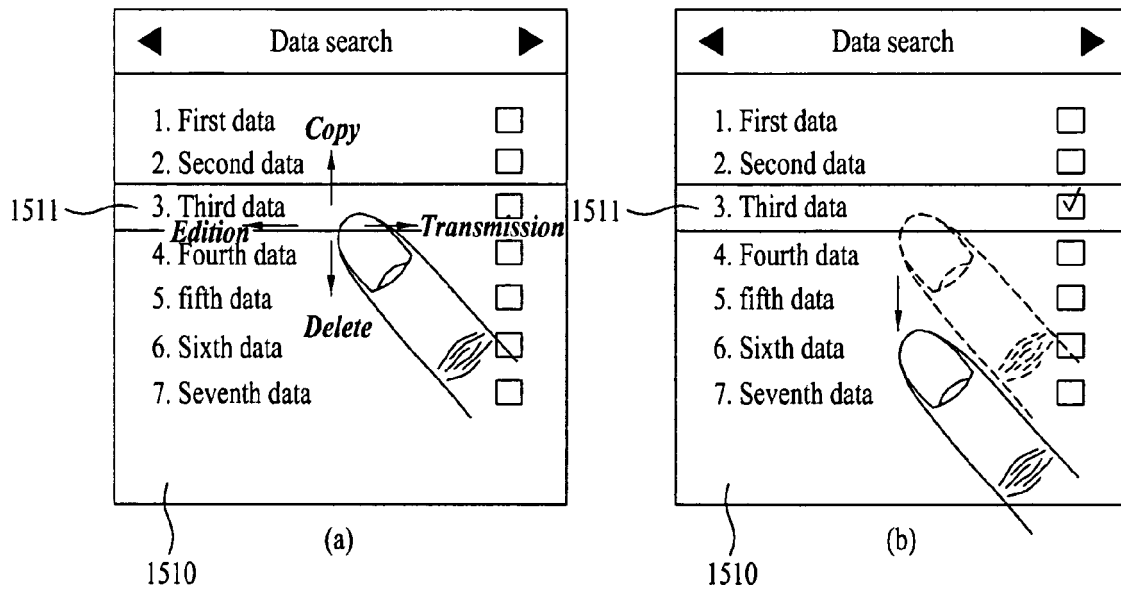 Data search
1. First data
Copy
2. Second data
1511
3. Third data
Edition
Transmission
4. Fourth data
5. fifth data
Delete
6. Sixth data
7. Seventh data
(a)
1510
Data search
1. First data
2. Second data
1511
3. Third data
4. Fourth data
5. fifth data
6. Sixth data
7. Seventh data
(b)
1510